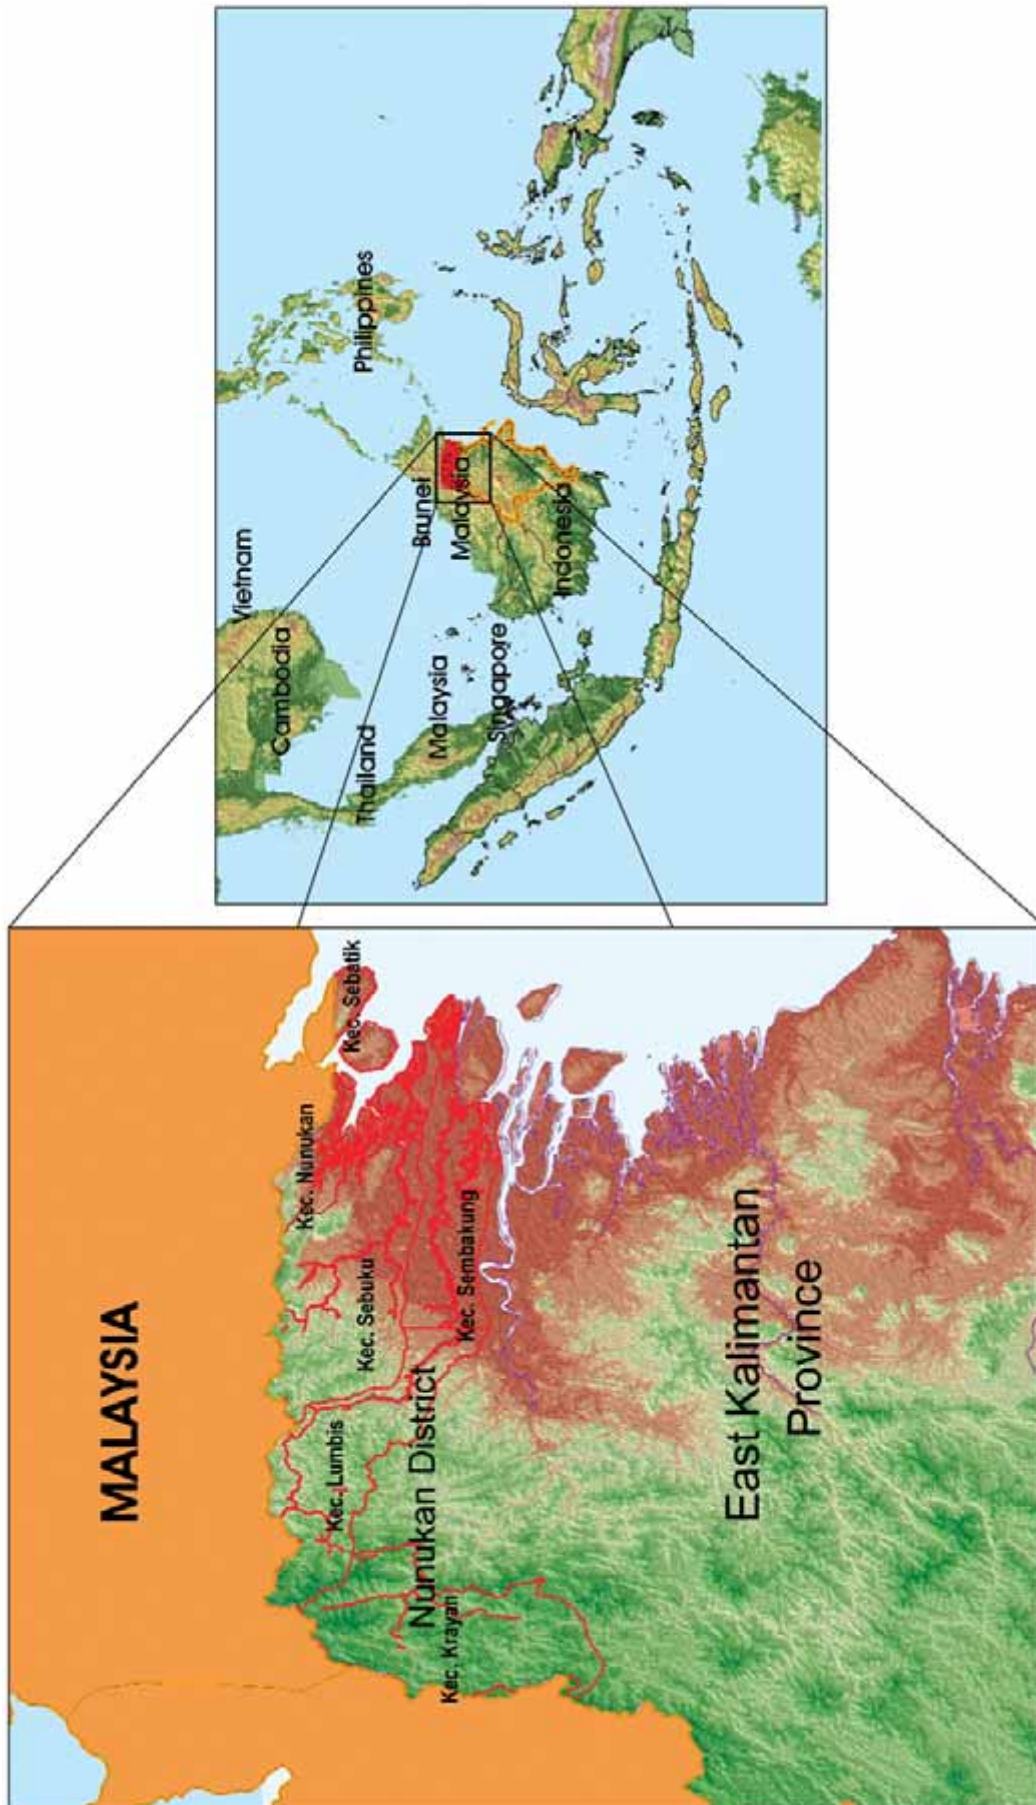 MALAYSIA
Kec. Nunukan
Kec. Sebatik
Kec. Lumbis
Kec. Sebuku
Nunukan District
Kec. Krayan
Kec. Sembakung
East Kalimantan
Province
Vietnam
Cambodia
Thailand
Philippines
Brunei
Malaysia
Malaysia
Singapore
Indonesia